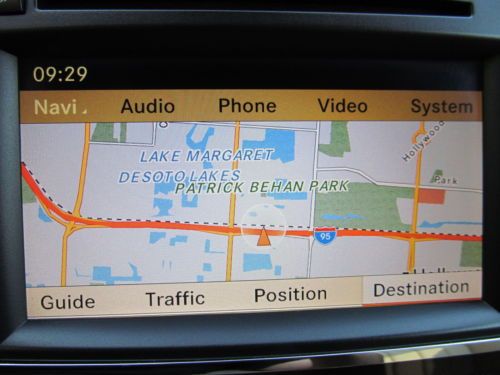 09:29
Navi Audio Phone Video System
Hollywood
LAKE MARGARET
DESOTO LAKES
PATRICK BEHAN PARK
Park
95
Guide Traffic Position Destination